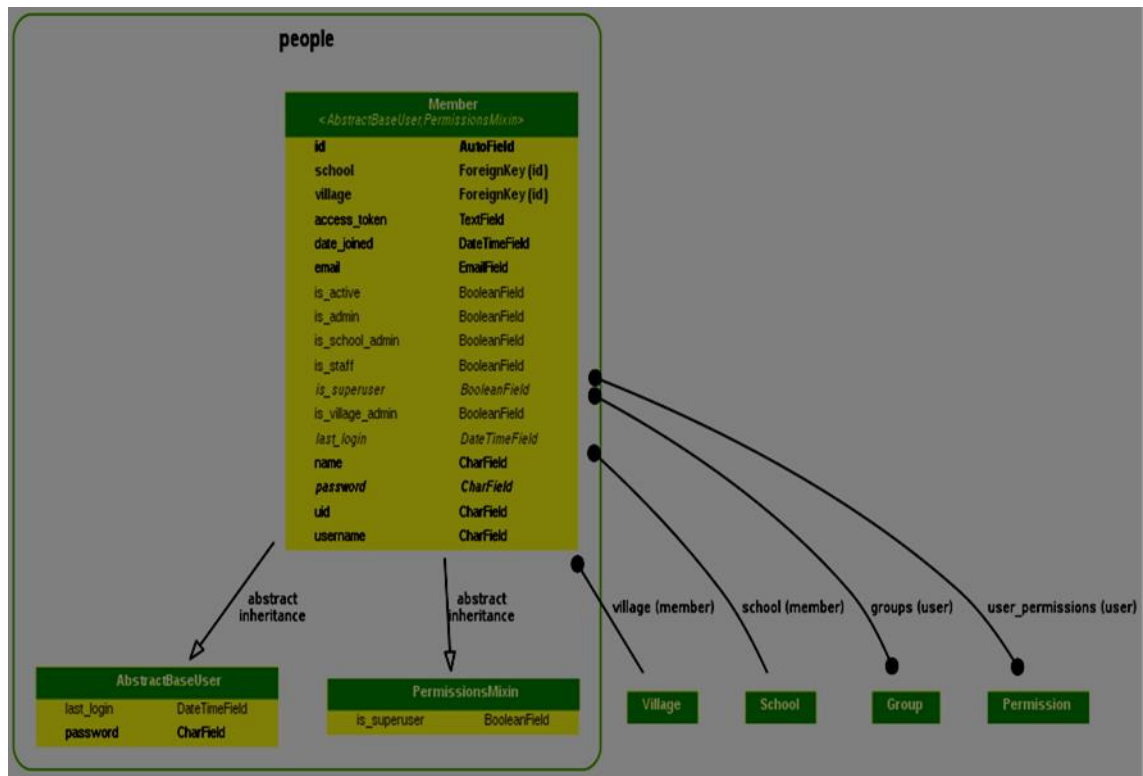 people
Member
<AbstractBaseUser,PermissionsMixin>
id AutoField
school ForeignKey (id)
village ForeignKey (id)
access_token TextField
date_joined DateTimeField
email EmailField
is_active BooleanField
is_admin BooleanField
is_school_admin BooleanField
is_staff BooleanField
is_superuser BooleanField
is_village_admin BooleanField
last_login DateTimeField
name CharField
password CharField
uid CharField
username CharField
abstract
inheritance
abstract
inheritance
village (member)
school (member)
groups (user)
user_permissions (user)
AbstractBaseUser
last_login DateTimeField
password CharField
PermissionsMixin
is_superuser BooleanField
Village
School
Group
Permission